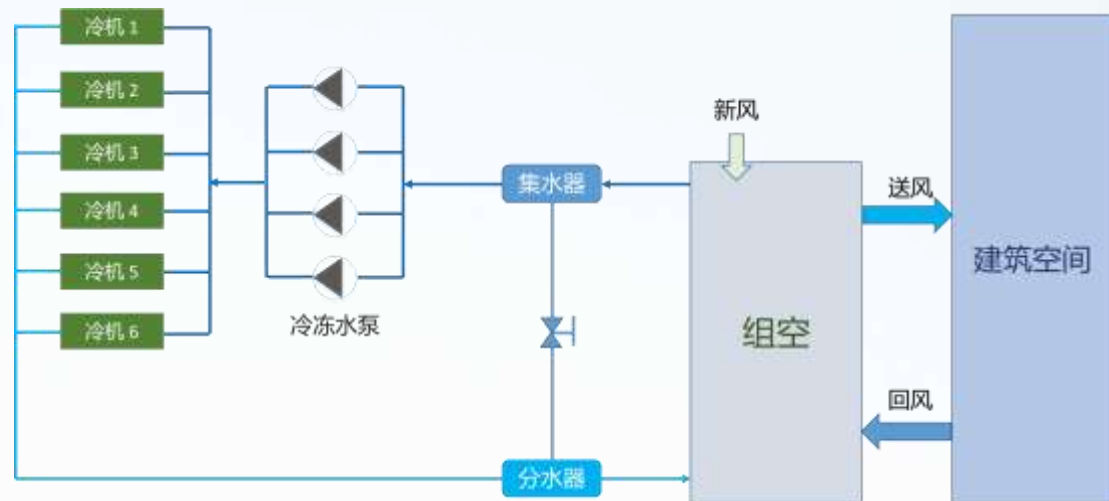 冷机 1
冷机 2
冷机 3
冷机 4
冷机 5
冷机 6
冷冻水泵
集水器
分水器
新风
组空
送风
回风
建筑空间